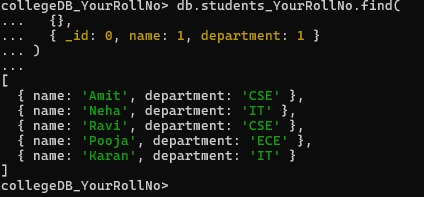 collegeDB_YourRollNo> db.students_YourRollNo.find(
...   {},
...   { _id: 0, name: 1, department: 1 }
... )
...
[
  { name: 'Amit', department: 'CSE' },
  { name: 'Neha', department: 'IT' },
  { name: 'Ravi', department: 'CSE' },
  { name: 'Pooja', department: 'ECE' },
  { name: 'Karan', department: 'IT' }
]
collegeDB_YourRollNo>